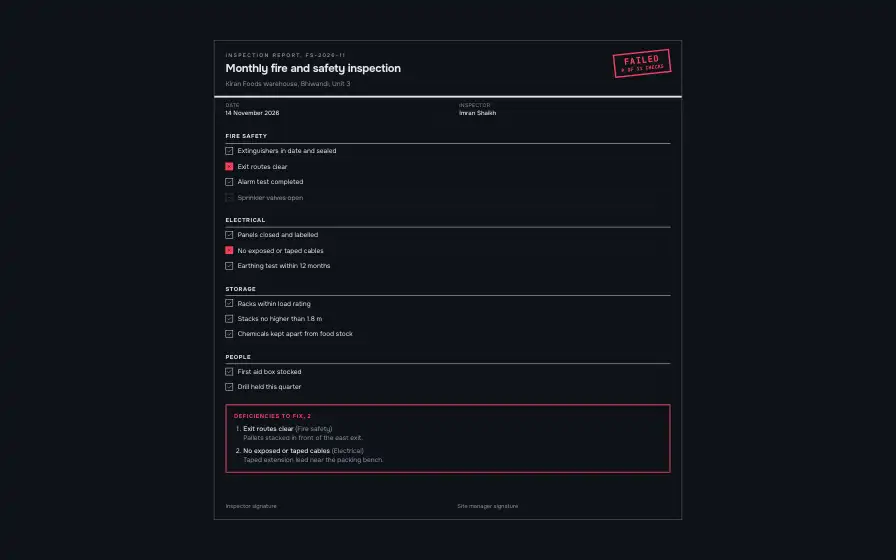 INSPECTION REPORT, FS-2026-11
Monthly fire and safety inspection
Kiran Foods warehouse, Bhiwandi, Unit 3
FAILED
OF 11 CHECKS
DATE
14 November 2026
INSPECTOR
Imran Shaikh
FIRE SAFETY
Extinguishers in date and sealed
Exit routes clear
Alarm test completed
Sprinkler valves open
ELECTRICAL
Panels closed and labelled
No exposed or taped cables
Earthing test within 12 months
STORAGE
Racks within load rating
Stacks no higher than 1.8 m
Chemicals kept apart from food stock
PEOPLE
First aid box stocked
Drill held this quarter
DEFICIENCIES TO FIX, 2
1. Exit routes clear (Fire safety)
Pallets stacked in front of the east exit.
2. No exposed or taped cables (Electrical)
Taped extension lead near the packing bench.
Inspector signature
Site manager signature